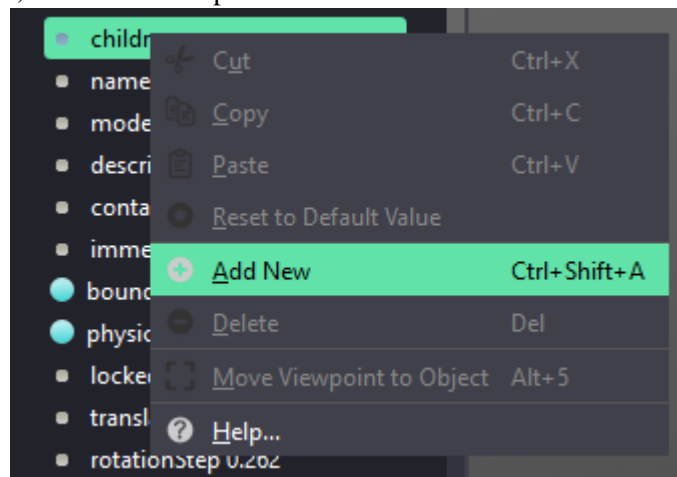 childr
Cut Ctrl+X
name
Copy Ctrl+C
mode
Paste Ctrl+V
descri
Reset to Default Value
conta
imme
Add New Ctrl+Shift+A
bound
Delete Del
physic
Move Viewpoint to Object Alt+5
locke
transl
Help...
rotationStep 0.262